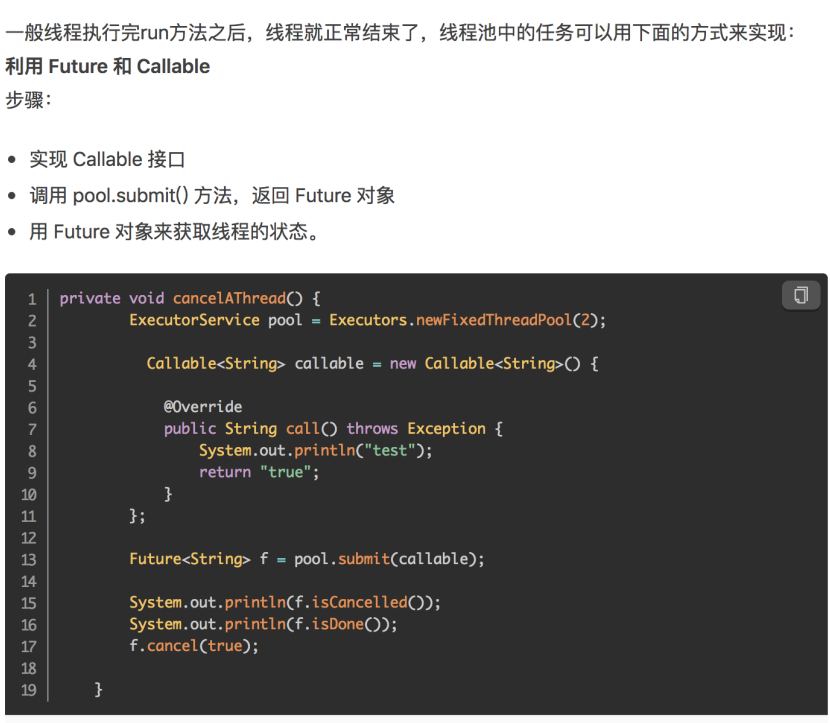 一般线程执行完run方法之后，线程就正常结束了，线程池中的任务可以用下面的方式来实现：
利用 Future 和 Callable
步骤：
• 实现 Callable 接口
• 调用 pool.submit() 方法，返回 Future 对象
• 用 Future 对象来获取线程的状态。
1 private void cancelAThread() {
2         ExecutorService pool = Executors.newFixedThreadPool(2);
3
4           Callable<String> callable = new Callable<String>() {
5
6             @Override
7             public String call() throws Exception {
8                 System.out.println("test");
9                 return "true";
10             }
11         };
12
13         Future<String> f = pool.submit(callable);
14
15         System.out.println(f.isCancelled());
16         System.out.println(f.isDone());
17         f.cancel(true);
18
19     }